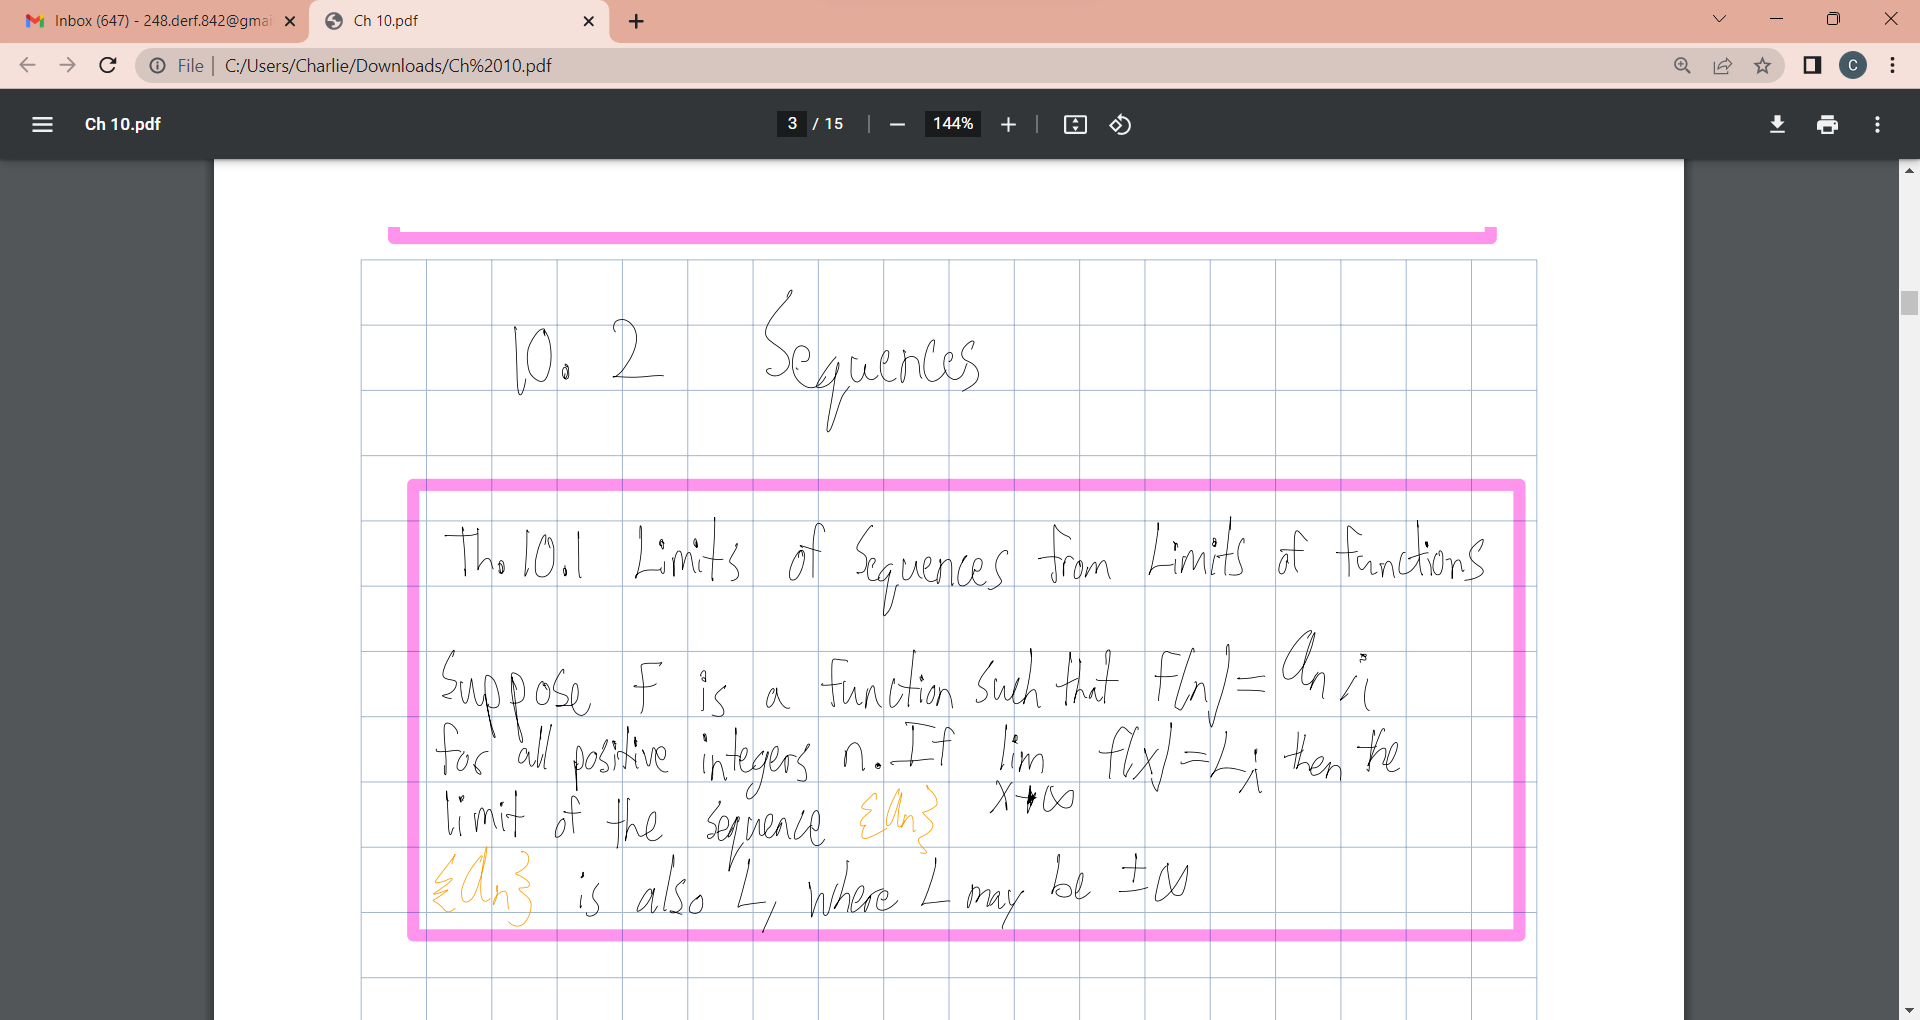 Inbox (647) - 248.derf.842@gmai
Ch 10.pdf
File | C:/Users/Charlie/Downloads/Ch%2010.pdf
C
Ch 10.pdf
3 / 15
144%
10.2 Sequences
Th.10.1 Limits of Sequences from Limits of functions
Suppose F is a function such that F(n) = an
for all positive integers n. If lim f(x) = L, then the
x→∞
limit of the sequence {an}
{an} is also L, where L may be ±∞